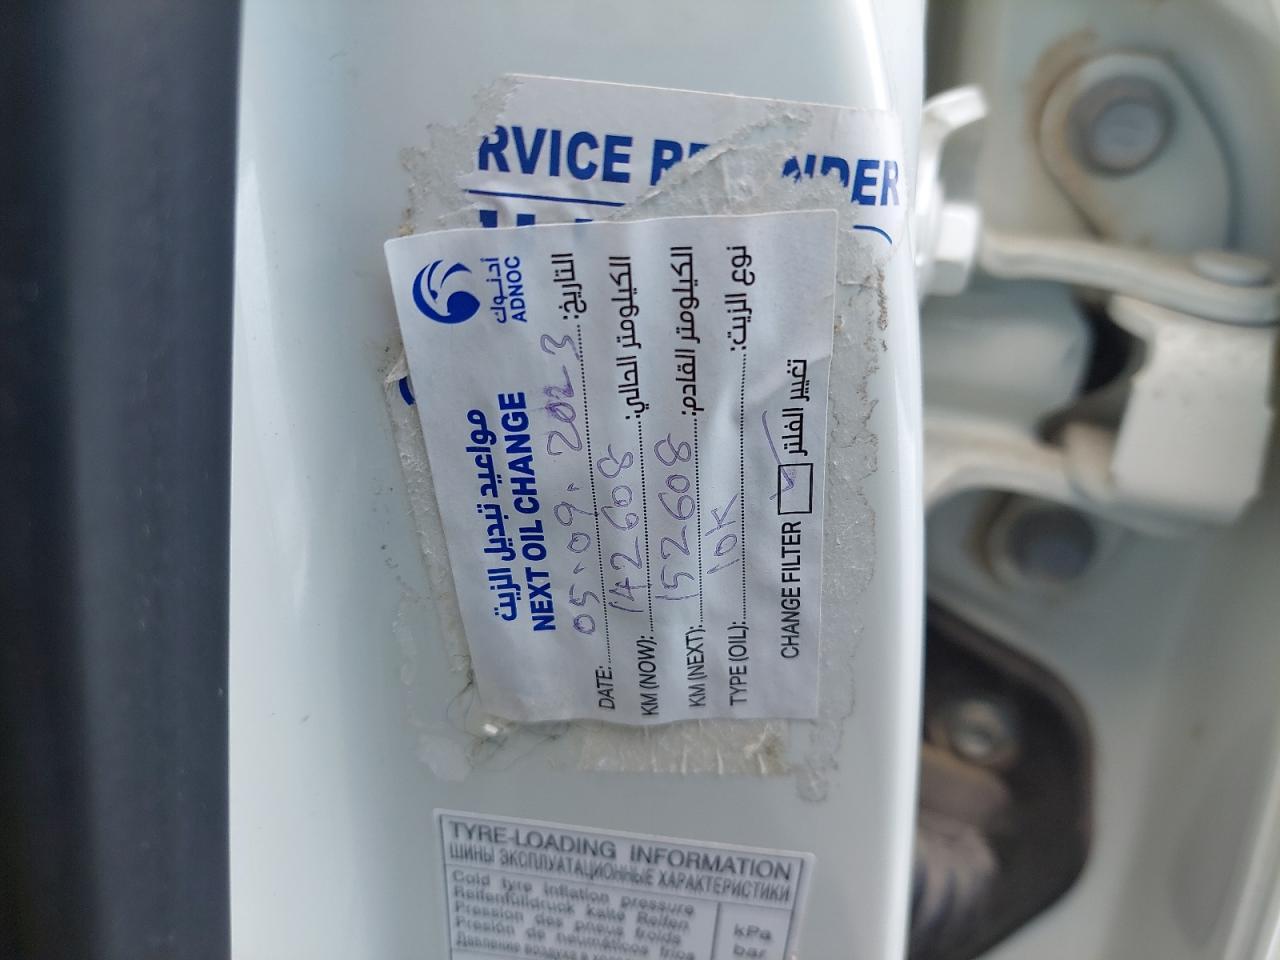 RVICE
NDER
أدنوك
ADNOC
مواعيد تبديل الزيت
NEXT OIL CHANGE
DATE: 05.09.2023 التاريخ:
KM (NOW): 142608 الكيلومتر الحالي:
KM (NEXT): 152608 الكيلومتر القادم:
TYPE (OIL): 10K نوع الزيت:
CHANGE FILTER ✓ تغيير الفلتر
TYRE-LOADING INFORMATION
ШИНЫ ЭКСПЛУАТАЦИОННЫЕ ХАРАКТЕРИСТИКИ
Cold tyre inflation pressure
Reifenfülldruck kalte Reifen
Pression des pneus froids
Presión de neumáticos fríos
kPa
bar